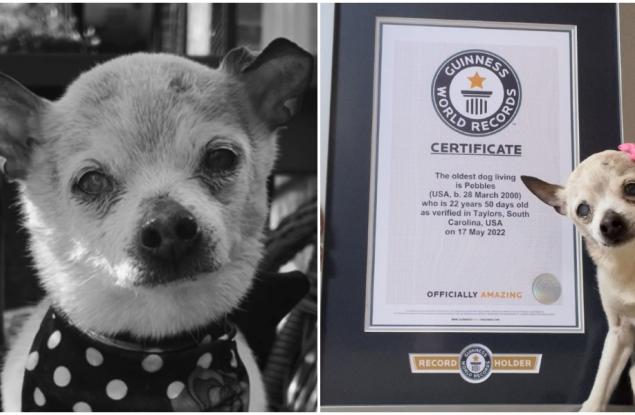 GUINNESS
WORLD RECORDS
CERTIFICATE
The oldest dog living
is Pebbles
(USA, b. 28 March 2000)
who is 22 years 50 days old
as verified in Taylors, South
Carolina, USA
on 17 May 2022
OFFICIALLY AMAZING
RECORD HOLDER